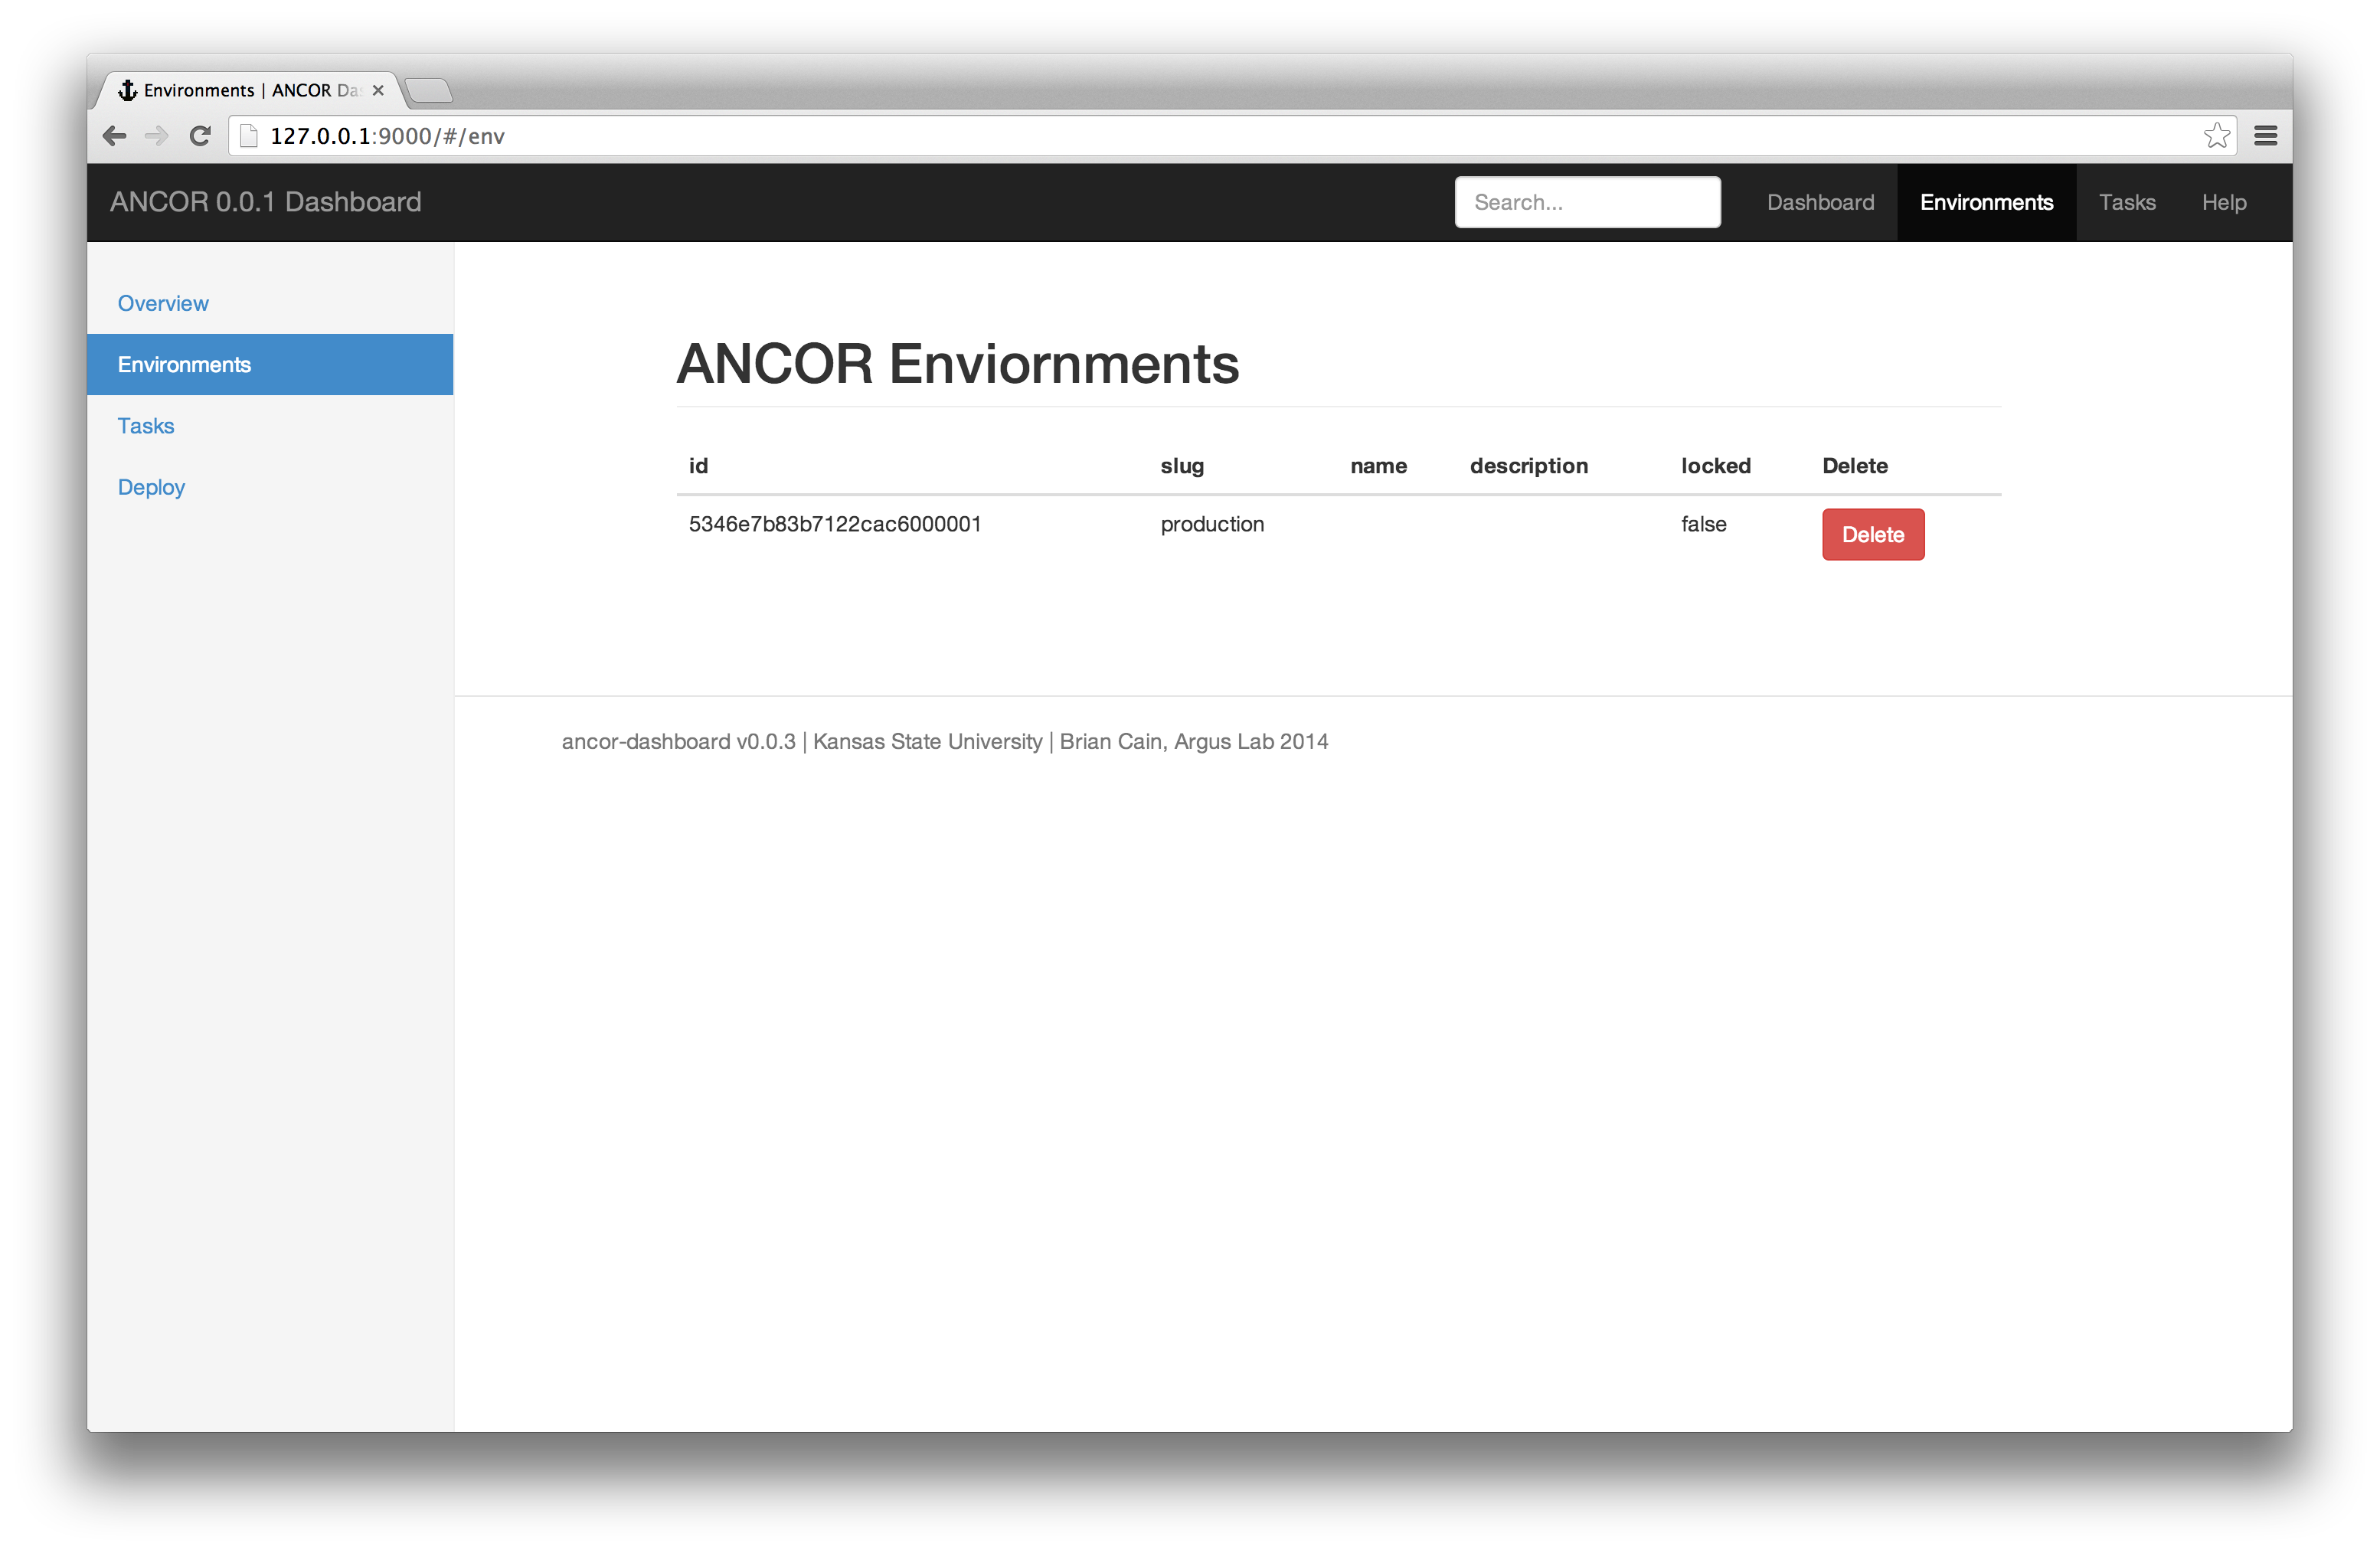 Environments | ANCOR Da
127.0.0.1:9000/#/env
ANCOR 0.0.1 Dashboard Search... Dashboard Environments Tasks Help
Overview
Environments
Tasks
Deploy
ANCOR Enviornments
id slug name description locked Delete
5346e7b83b7122cac6000001 production false Delete
ancor-dashboard v0.0.3 | Kansas State University | Brian Cain, Argus Lab 2014